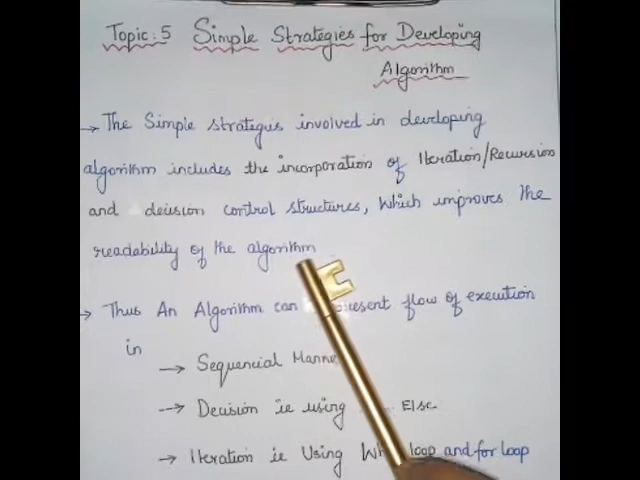 Topic: 5 Simple Strategies for Developing
Algorithm
→ The Simple strategies involved in developing
algorithm includes the incorporation of Iteration/Recursion
and decision control structures, which improves the
readability of the algorithm
→ Thus An Algorithm can flow of execution
in
→ Sequencial Manne
→ Decision ie using Else
→ Iteration ie Using loop and for loop